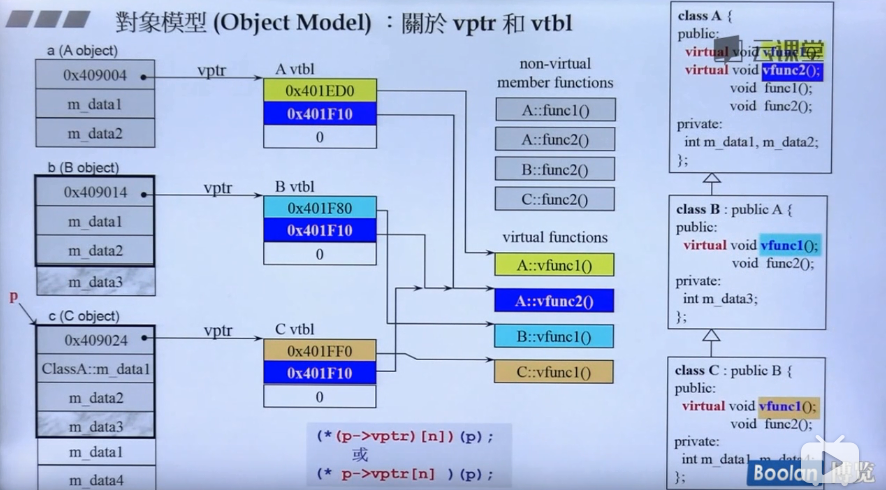 對象模型 (Object Model) ：關於 vptr 和 vtbl
a (A object)
0x409004
m_data1
m_data2
vptr
A vtbl
0x401ED0
0x401F10
0
b (B object)
0x409014
m_data1
m_data2
m_data3
vptr
B vtbl
0x401F80
0x401F10
0
p
c (C object)
0x409024
ClassA::m_data1
m_data2
m_data3
m_data1
m_data4
vptr
C vtbl
0x401FF0
0x401F10
0
non-virtual
member functions
A::func1()
A::func2()
B::func2()
C::func2()
virtual functions
A::vfunc1()
A::vfunc2()
B::vfunc1()
C::vfunc1()
(*(p->vptr)[n])(p);
或
(* p->vptr[n] )(p);
class A {
public:
virtual void vfunc1();
virtual void vfunc2();
void func1();
void func2();
private:
int m_data1, m_data2;
};
class B : public A {
public:
virtual void vfunc1();
void func2();
private:
int m_data3;
};
class C : public B {
public:
virtual void vfunc1();
void func2();
private:
int m_data1, m_data4;
};
云课堂
Boolan
博览